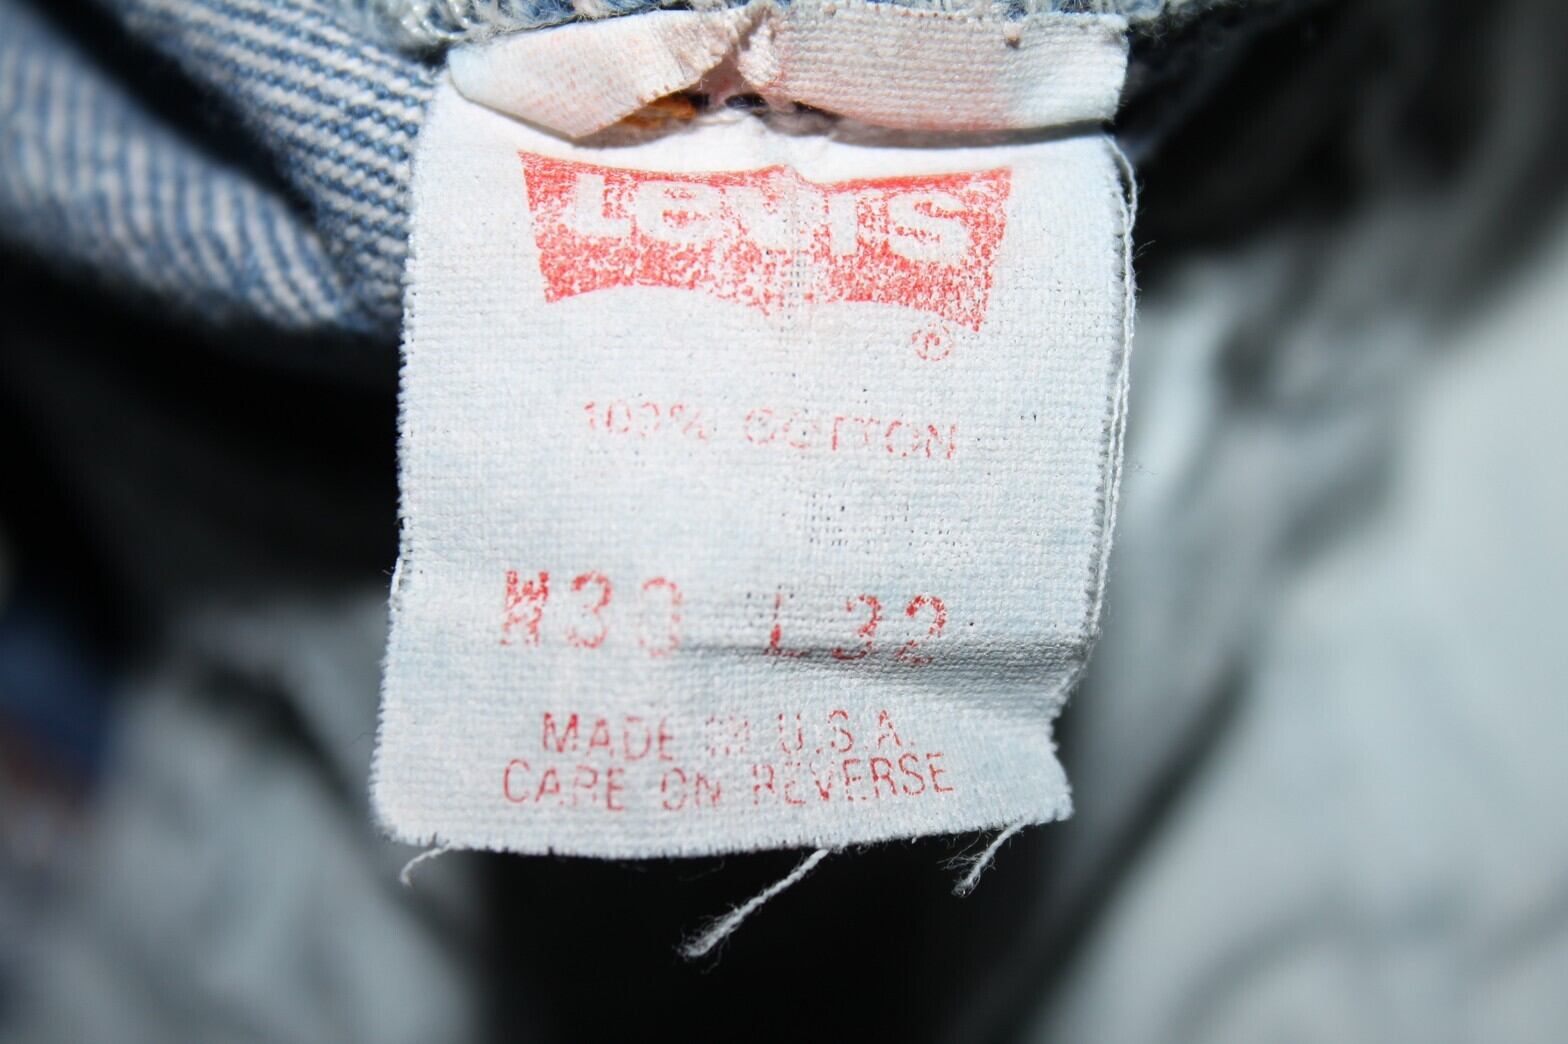 Levi's
®
100% COTTON
W30 L32
MADE IN U.S.A.
CARE ON REVERSE